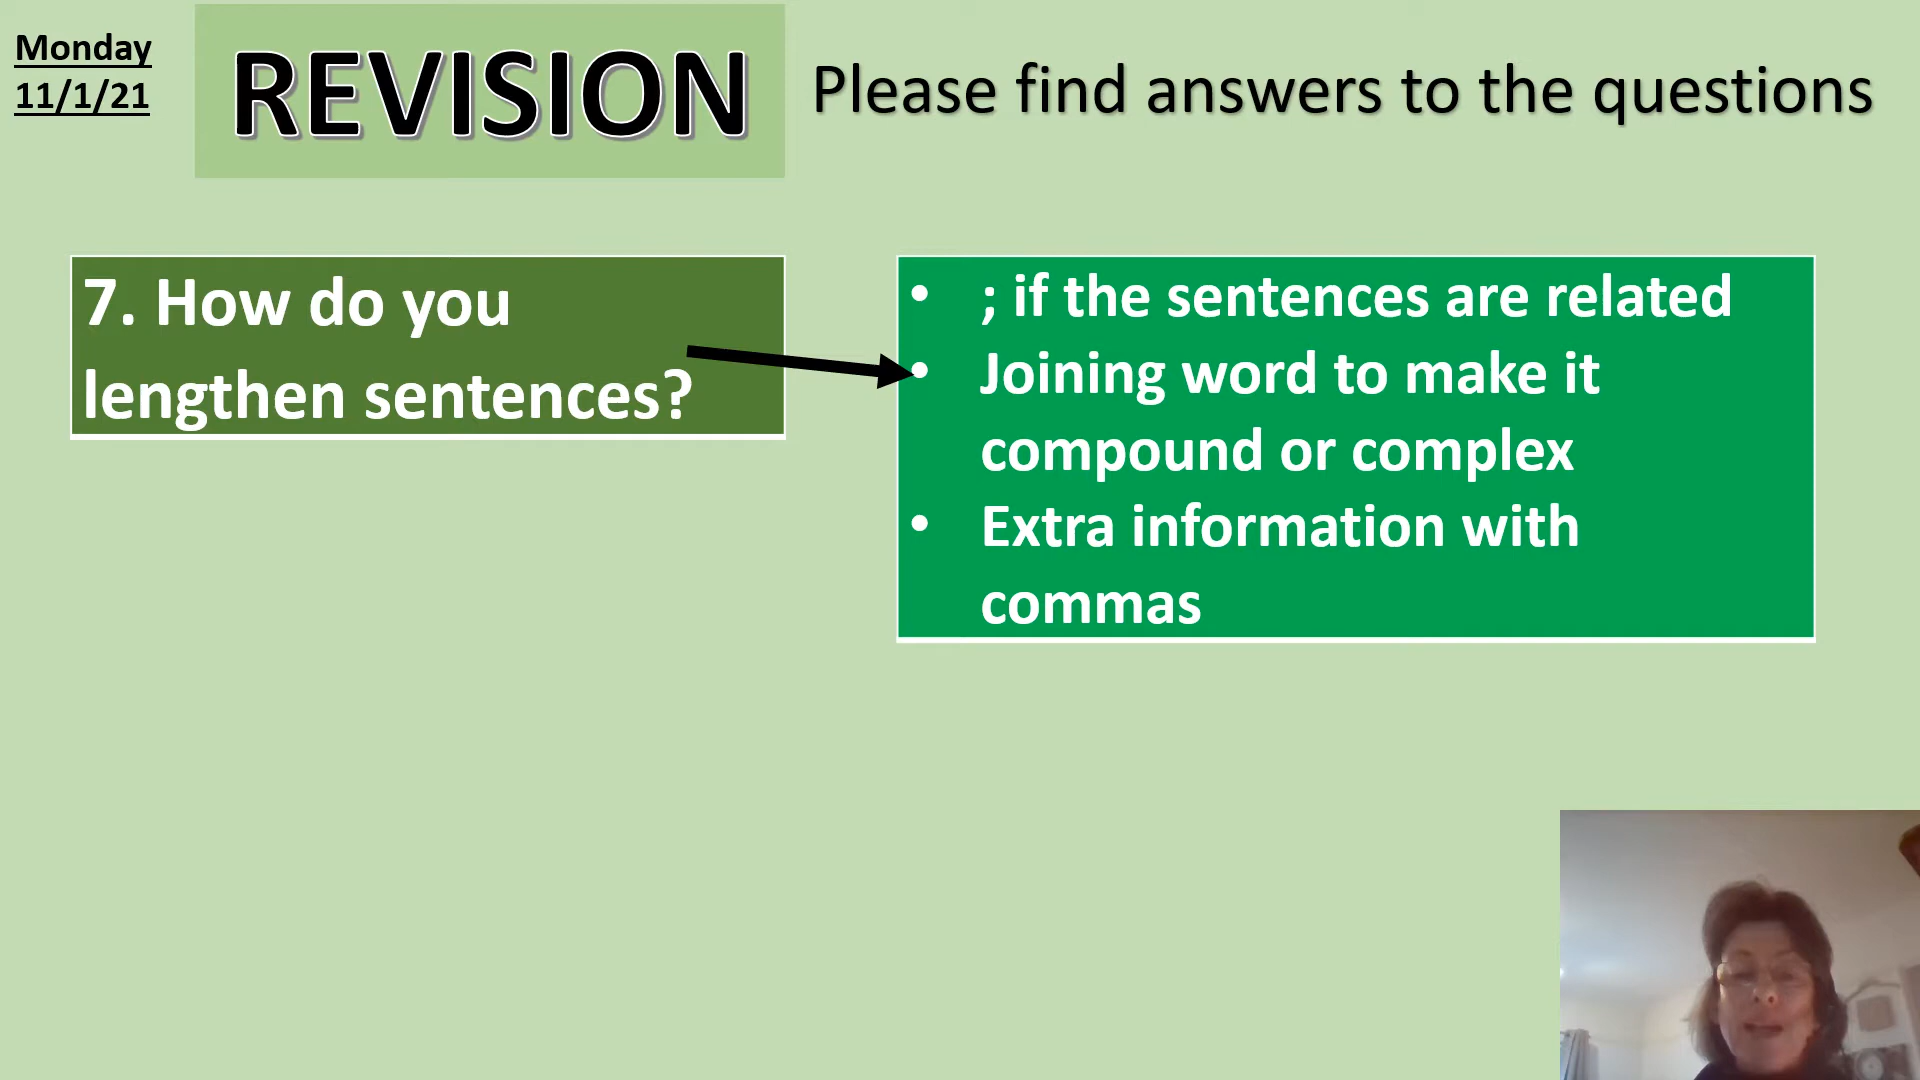 Monday
11/1/21
REVISION
Please find answers to the questions
7. How do you
lengthen sentences?
• ; if the sentences are related
• Joining word to make it
compound or complex
• Extra information with
commas